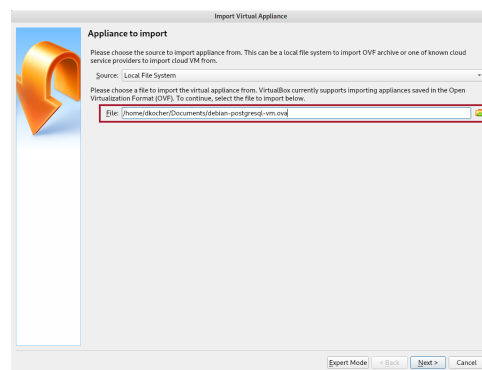 Import Virtual Appliance
Appliance to import
Please choose the source to import appliance from. This can be a local file system to import OVF archive or one of known cloud
service providers to import cloud VM from.
Source: Local File System
Please choose a file to import the virtual appliance from. VirtualBox currently supports importing appliances saved in the Open
Virtualization Format (OVF). To continue, select the file to import below.
File: /home/dkocher/Documents/debian-postgresql-vm.ova
Expert Mode < Back Next > Cancel